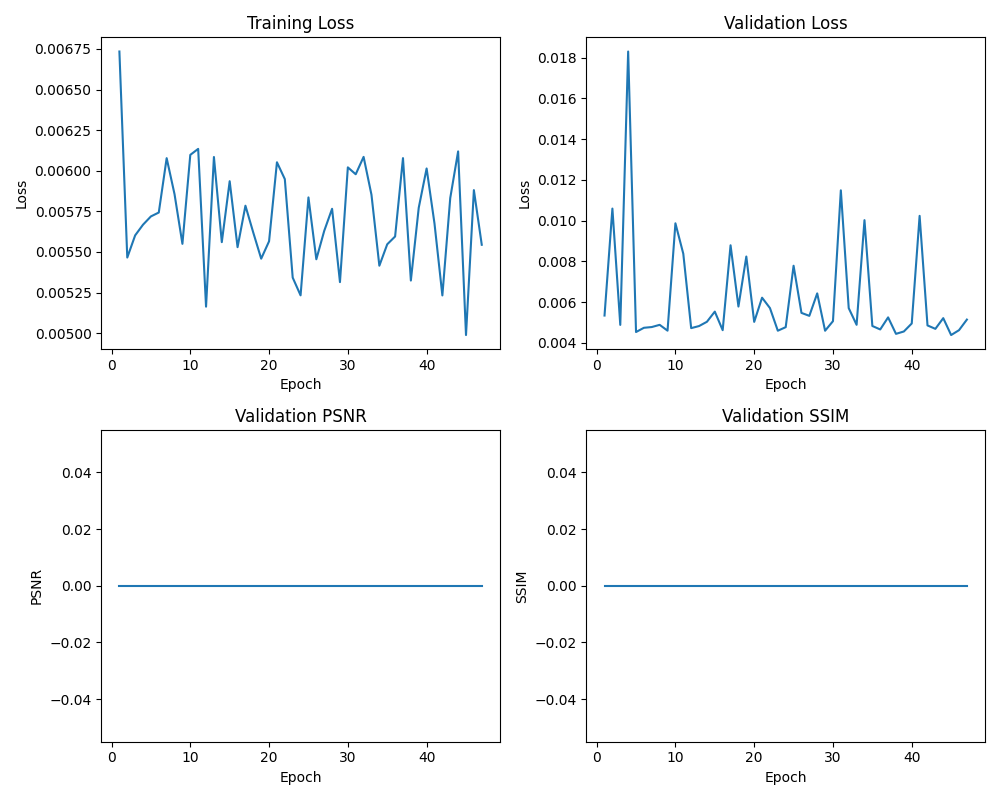 Training Loss
0.00675
0.00650
0.00625
0.00600
0.00575
0.00550
0.00525
0.00500
Loss
0 10 20 30 40
Epoch
Validation Loss
0.018
0.016
0.014
0.012
0.010
0.008
0.006
0.004
Loss
0 10 20 30 40
Epoch
Validation PSNR
0.04
0.02
0.00
−0.02
−0.04
PSNR
0 10 20 30 40
Epoch
Validation SSIM
0.04
0.02
0.00
−0.02
−0.04
SSIM
0 10 20 30 40
Epoch